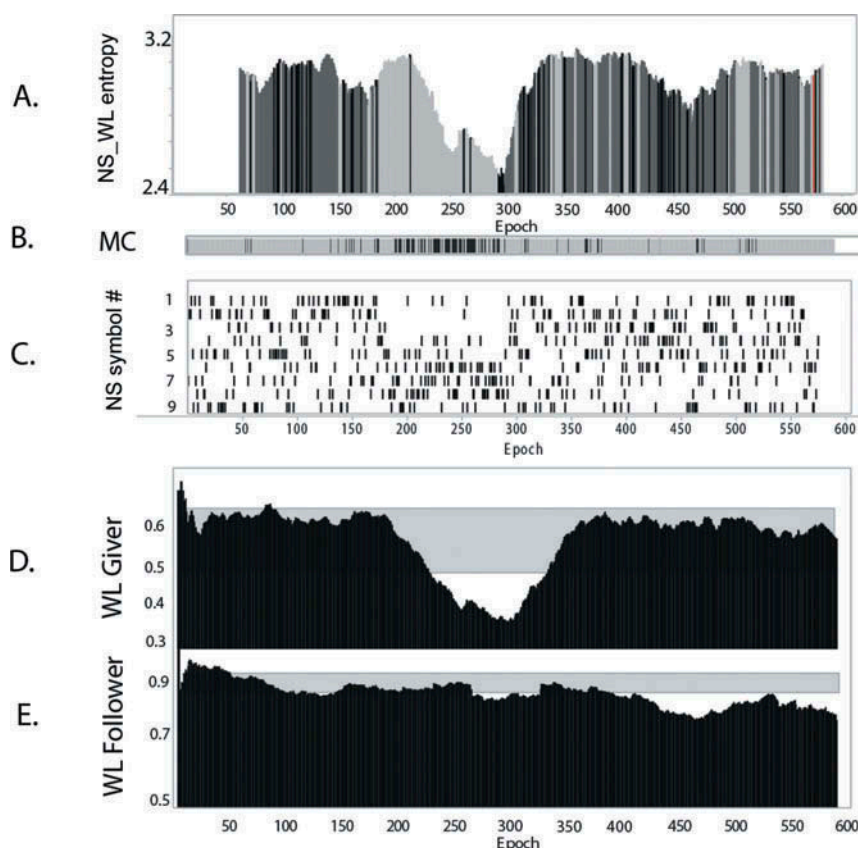 A.
NS_WL entropy
3.2
2.4
50 100 150 200 250 300 350 400 450 500 550 600
Epoch
B.
MC
C.
NS symbol #
1
3
5
7
9
50 100 150 200 250 300 350 400 450 500 550 600
Epoch
D.
WL Giver
0.6
0.5
0.4
0.3
E.
WL Follower
0.9
0.7
0.5
50 100 150 200 250 300 350 400 450 500 550 600
Epoch